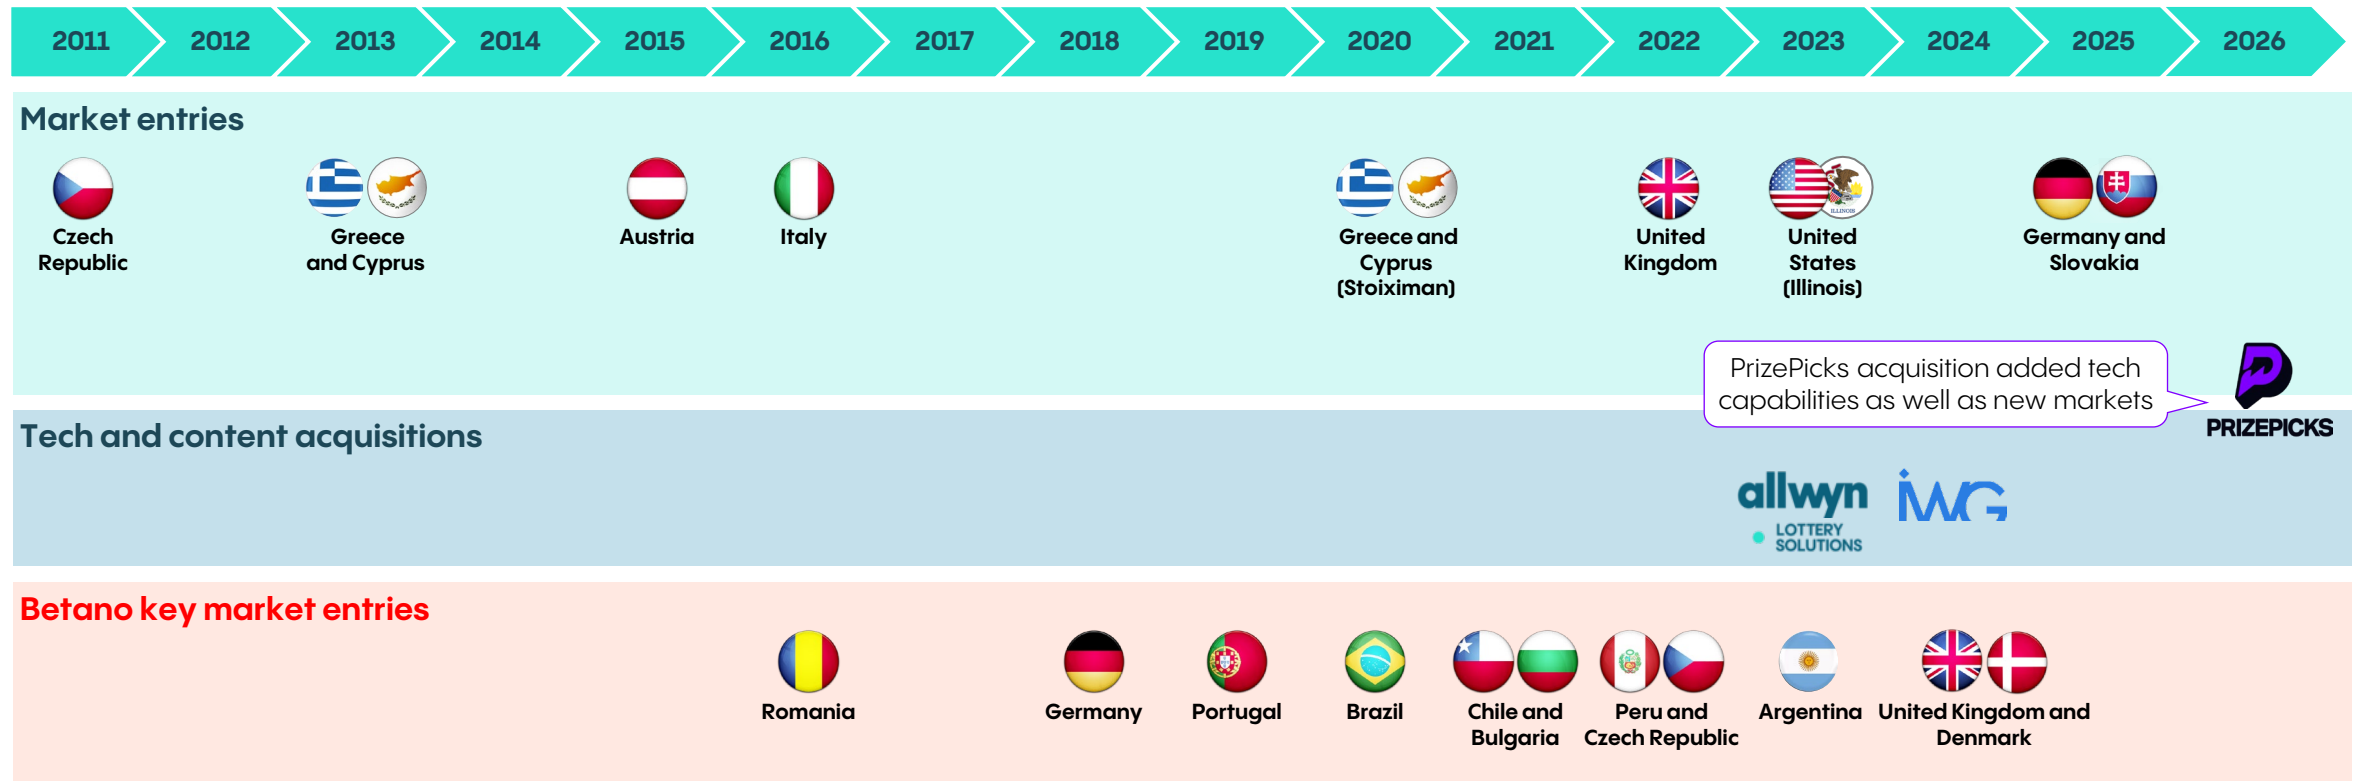 2011 2012 2013 2014 2015 2016 2017 2018 2019 2020 2021 2022 2023 2024 2025 2026
Market entries
Czech
Republic
Greece
and Cyprus
Austria
Italy
Greece and
Cyprus
(Stoiximan)
United
Kingdom
ILLINOIS
United
States
(Illinois)
Germany and
Slovakia
PrizePicks acquisition added tech
capabilities as well as new markets
PRIZEPICKS
Tech and content acquisitions
allwyn
LOTTERY
SOLUTIONS
iWG
Betano key market entries
Romania
Germany
Portugal
Brazil
Chile and
Bulgaria
Peru and
Czech Republic
Argentina
United Kingdom and
Denmark